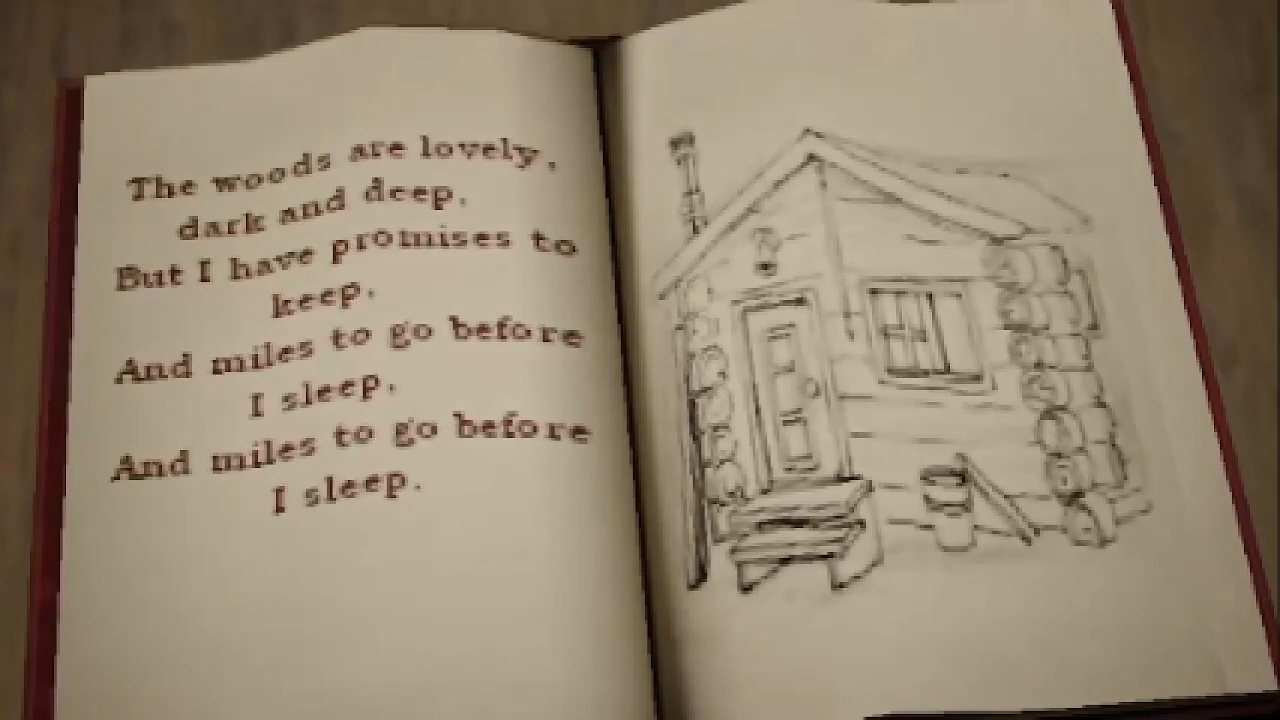 The woods are lovely,
dark and deep,
But I have promises to
keep,
And miles to go before
I sleep,
And miles to go before
I sleep.